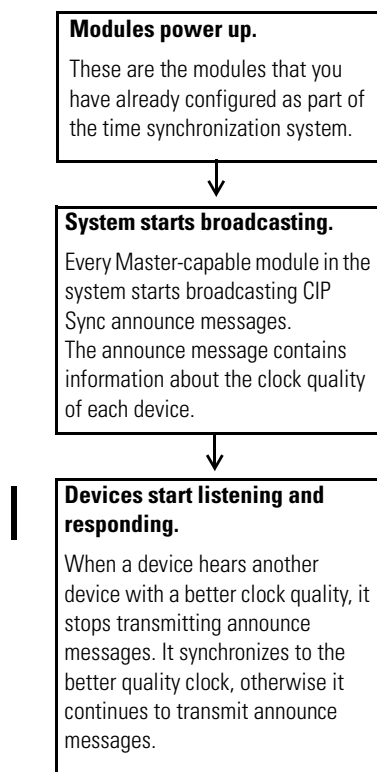 Modules power up.
These are the modules that you
have already configured as part of
the time synchronization system.
System starts broadcasting.
Every Master-capable module in the
system starts broadcasting CIP
Sync announce messages.
The announce message contains
information about the clock quality
of each device.
Devices start listening and
responding.
When a device hears another
device with a better clock quality, it
stops transmitting announce
messages. It synchronizes to the
better quality clock, otherwise it
continues to transmit announce
messages.